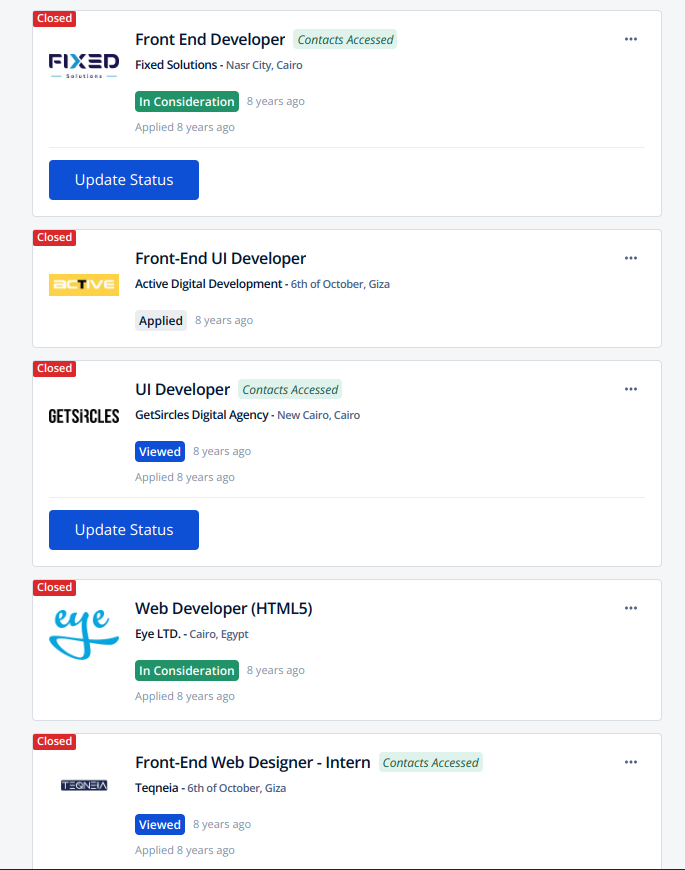 Closed
FIXED
Solutions
Front End Developer Contacts Accessed
Fixed Solutions - Nasr City, Cairo
In Consideration 8 years ago
Applied 8 years ago
Update Status
Closed
ACTIVE
Front-End UI Developer
Active Digital Development - 6th of October, Giza
Applied 8 years ago
Closed
GETSIRCLES
UI Developer Contacts Accessed
GetSircles Digital Agency - New Cairo, Cairo
Viewed 8 years ago
Applied 8 years ago
Update Status
Closed
eye
Web Developer (HTML5)
Eye LTD. - Cairo, Egypt
In Consideration 8 years ago
Applied 8 years ago
Closed
TEQNEIA
Front-End Web Designer - Intern Contacts Accessed
Teqneia - 6th of October, Giza
Viewed 8 years ago
Applied 8 years ago